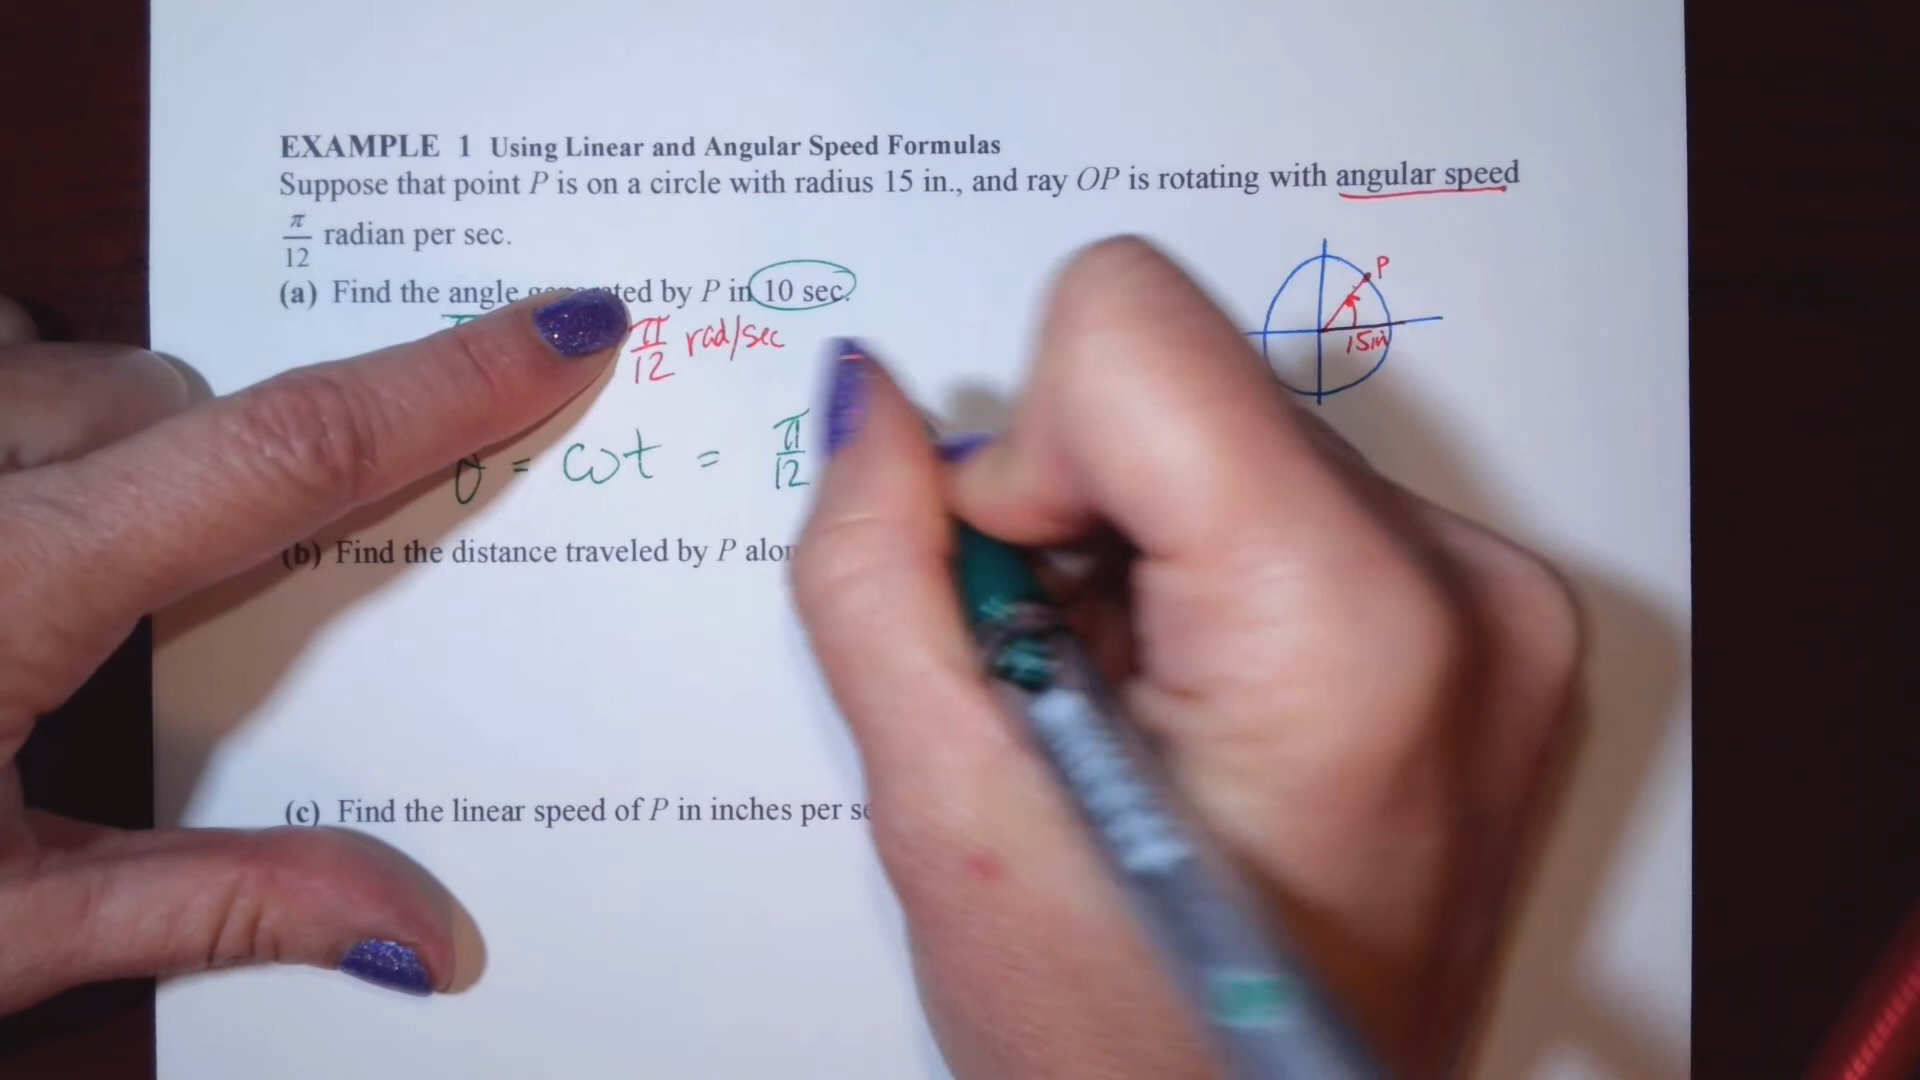 EXAMPLE 1 Using Linear and Angular Speed Formulas
Suppose that point P is on a circle with radius 15 in., and ray OP is rotating with angular speed
π/12 radian per sec.
(a) Find the angle generated by P in 10 sec.
π/12 rad/sec
P
15in
θ = ωt = π/12
(b) Find the distance traveled by P
(c) Find the linear speed of P in inches per